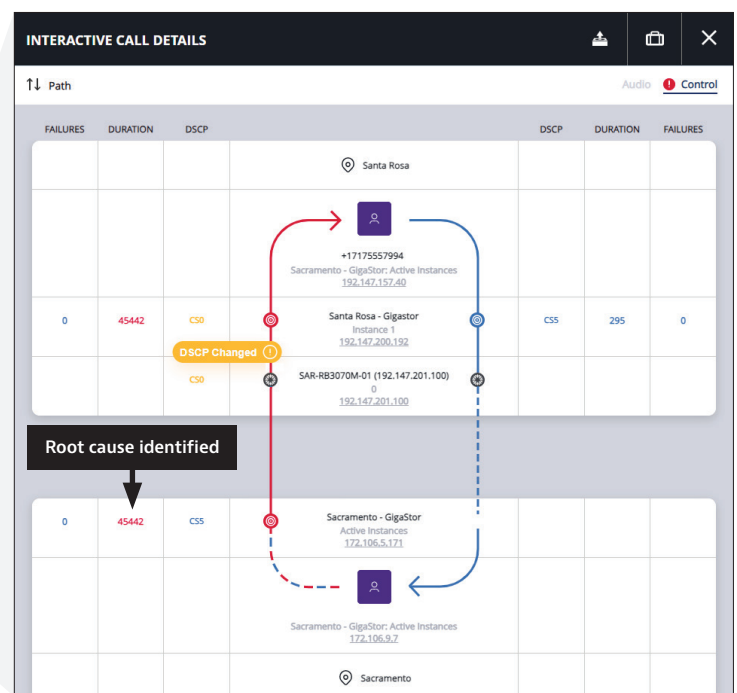 INTERACTIVE CALL DETAILS
Path
Audio
Control
FAILURES DURATION DSCP DSCP DURATION FAILURES
Santa Rosa
+17175557994
Sacramento - GigaStor: Active Instances
192.147.157.40
0 45442 CS0 Santa Rosa - Gigastor CS5 295 0
Instance 1
192.147.200.192
DSCP Changed
CS0 SAR-RB3070M-01 (192.147.201.100)
0
192.147.201.100
Root cause identified
0 45442 CS5 Sacramento - GigaStor
Active Instances
172.106.5.171
Sacramento - GigaStor: Active Instances
172.106.9.7
Sacramento